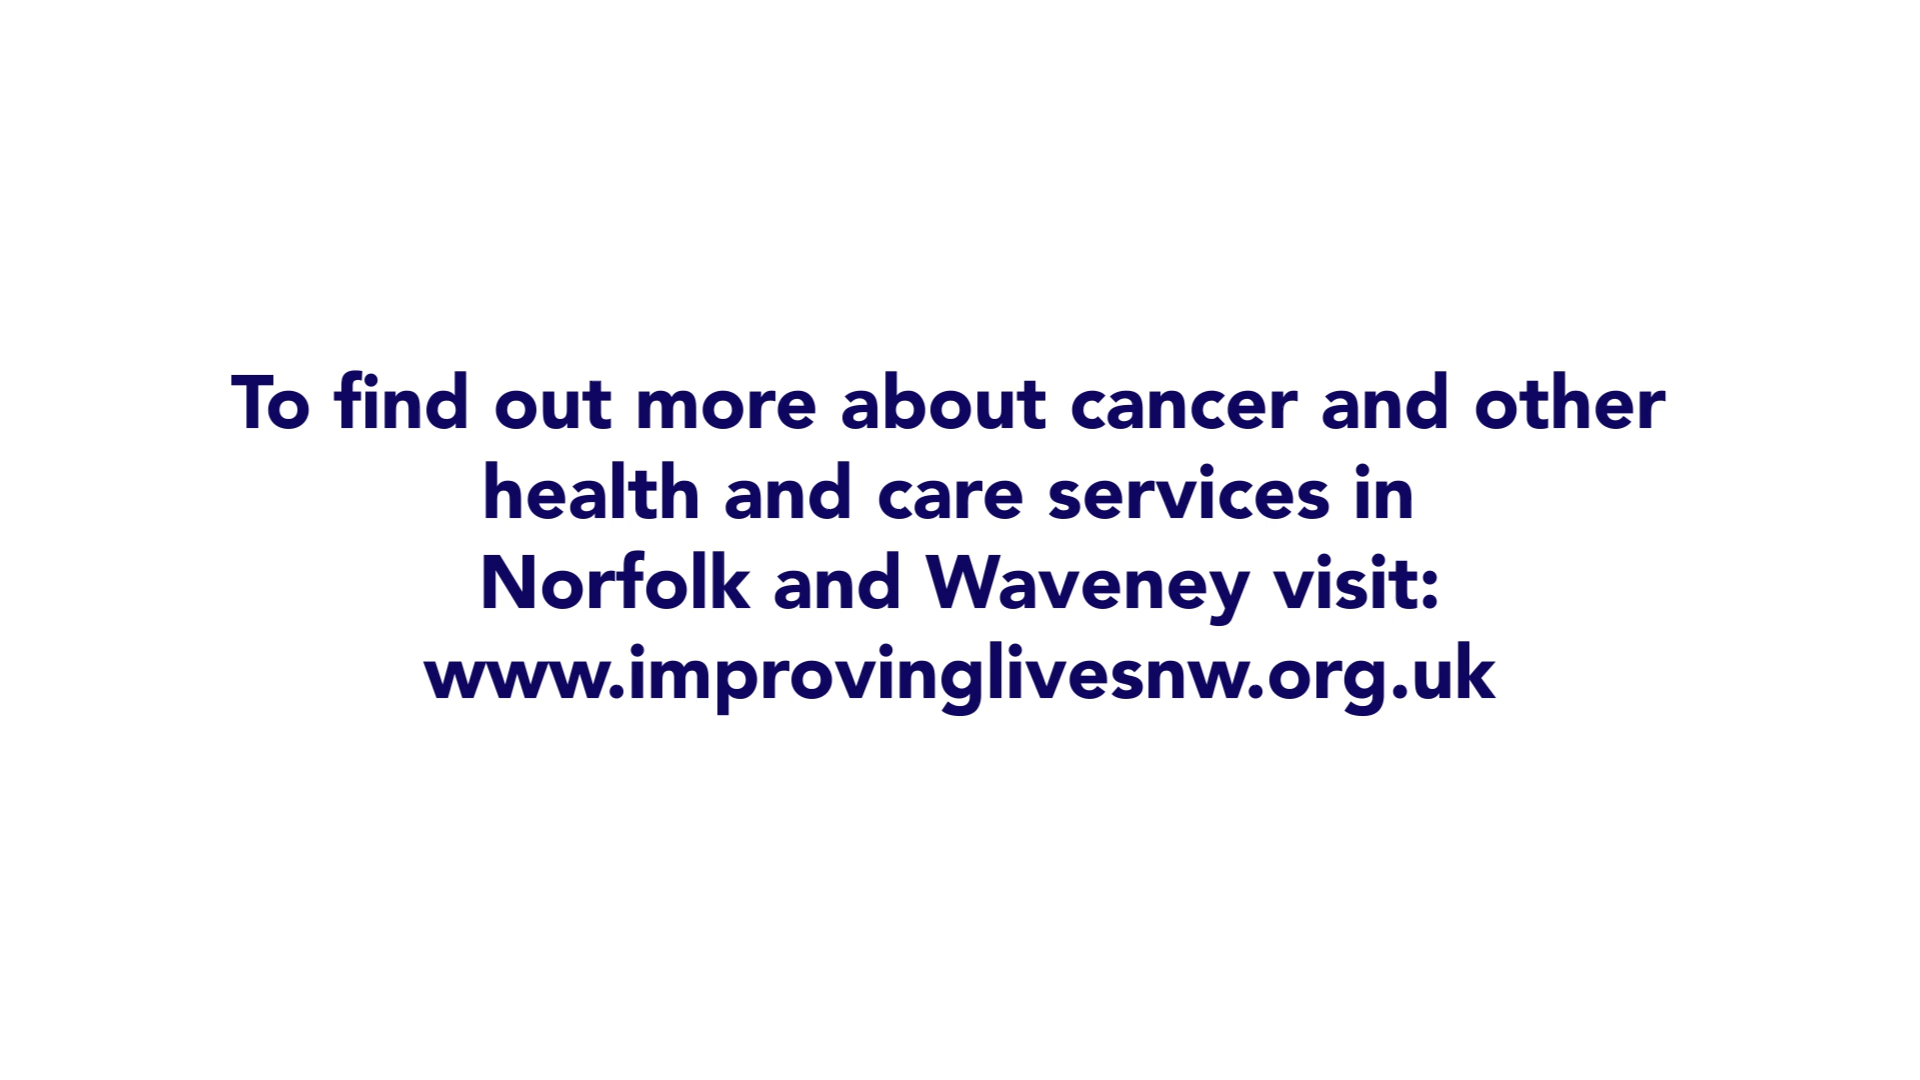 To find out more about cancer and other
health and care services in
Norfolk and Waveney visit:
www.improvinglivesnw.org.uk